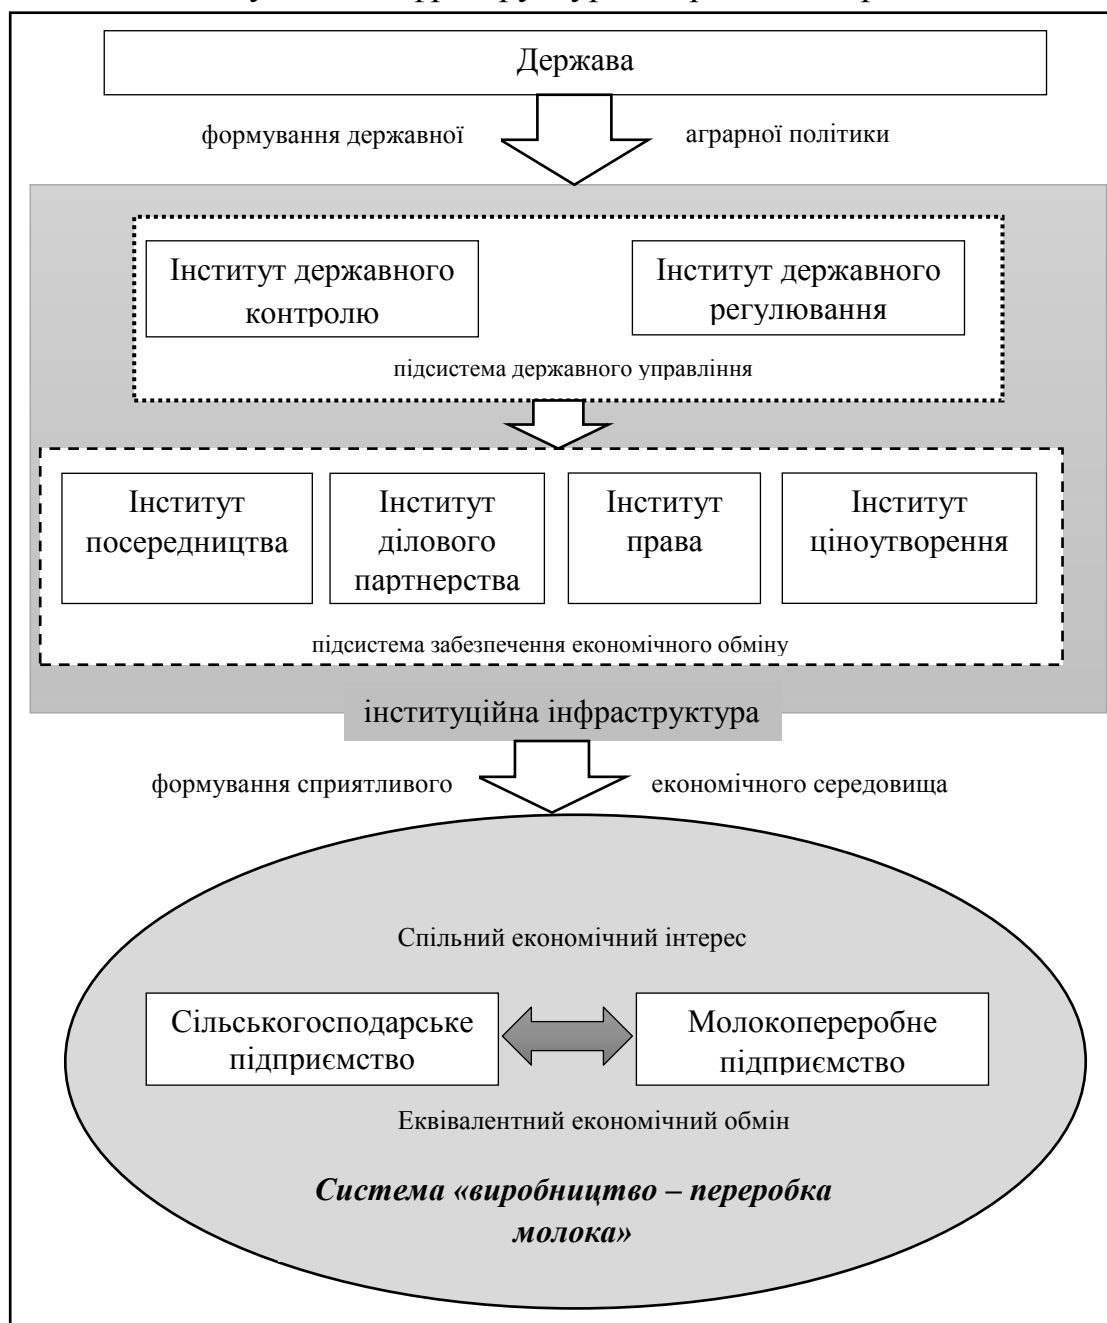 Держава
формування державної
аграрної політики
Інститут державного
контролю
Інститут державного
регулювання
підсистема державного управління
Інститут
посередництва
Інститут
ділового
партнерства
Інститут
права
Інститут
ціноутворення
підсистема забезпечення економічного обміну
інституційна інфраструктура
формування сприятливого
економічного середовища
Спільний економічний інтерес
Сільськогосподарське
підприємство
Молокопереробне
підприємство
Еквівалентний економічний обмін
Система «виробництво – переробка
молока»